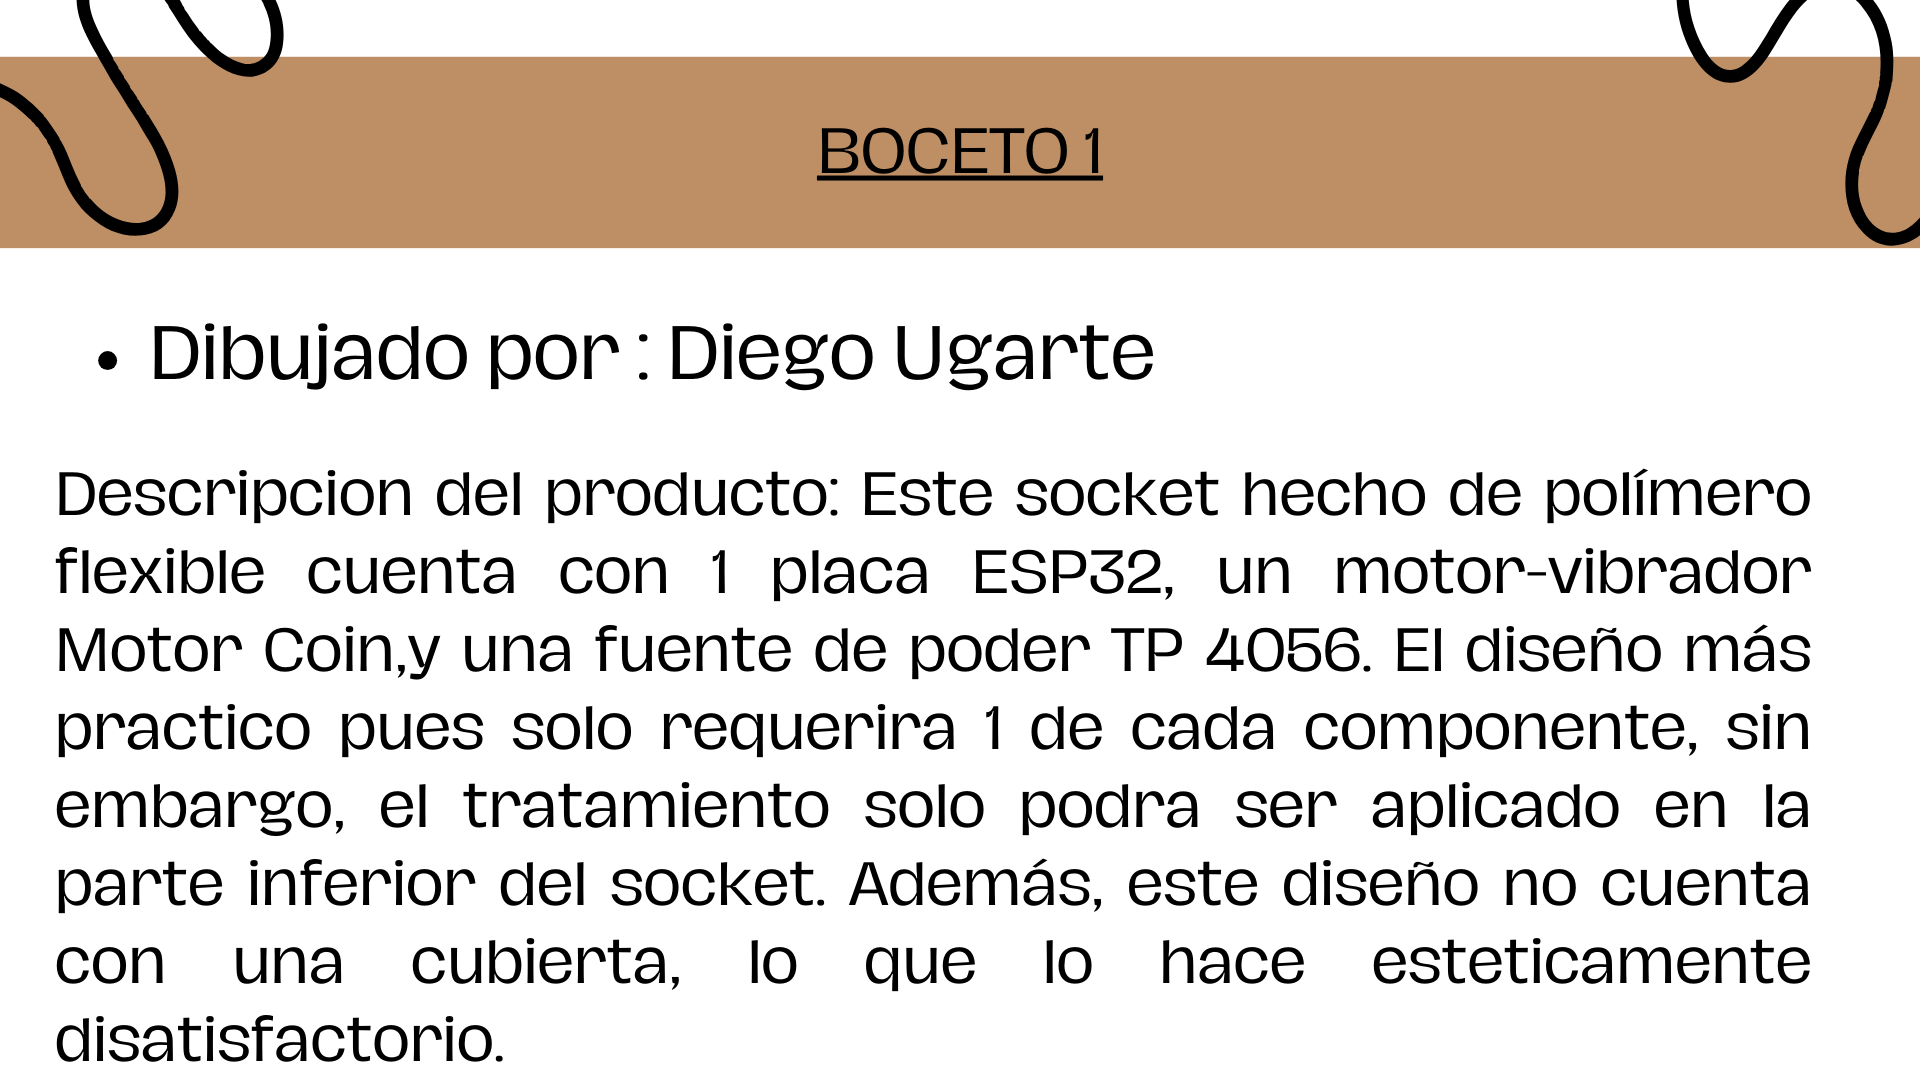 BOCETO 1
• Dibujado por : Diego Ugarte
Descripcion del producto: Este socket hecho de polímero
flexible cuenta con 1 placa ESP32, un motor-vibrador
Motor Coin,y una fuente de poder TP 4056. El diseño más
practico pues solo requerira 1 de cada componente, sin
embargo, el tratamiento solo podra ser aplicado en la
parte inferior del socket. Además, este diseño no cuenta
con una cubierta, lo que lo hace esteticamente
disatisfactorio.